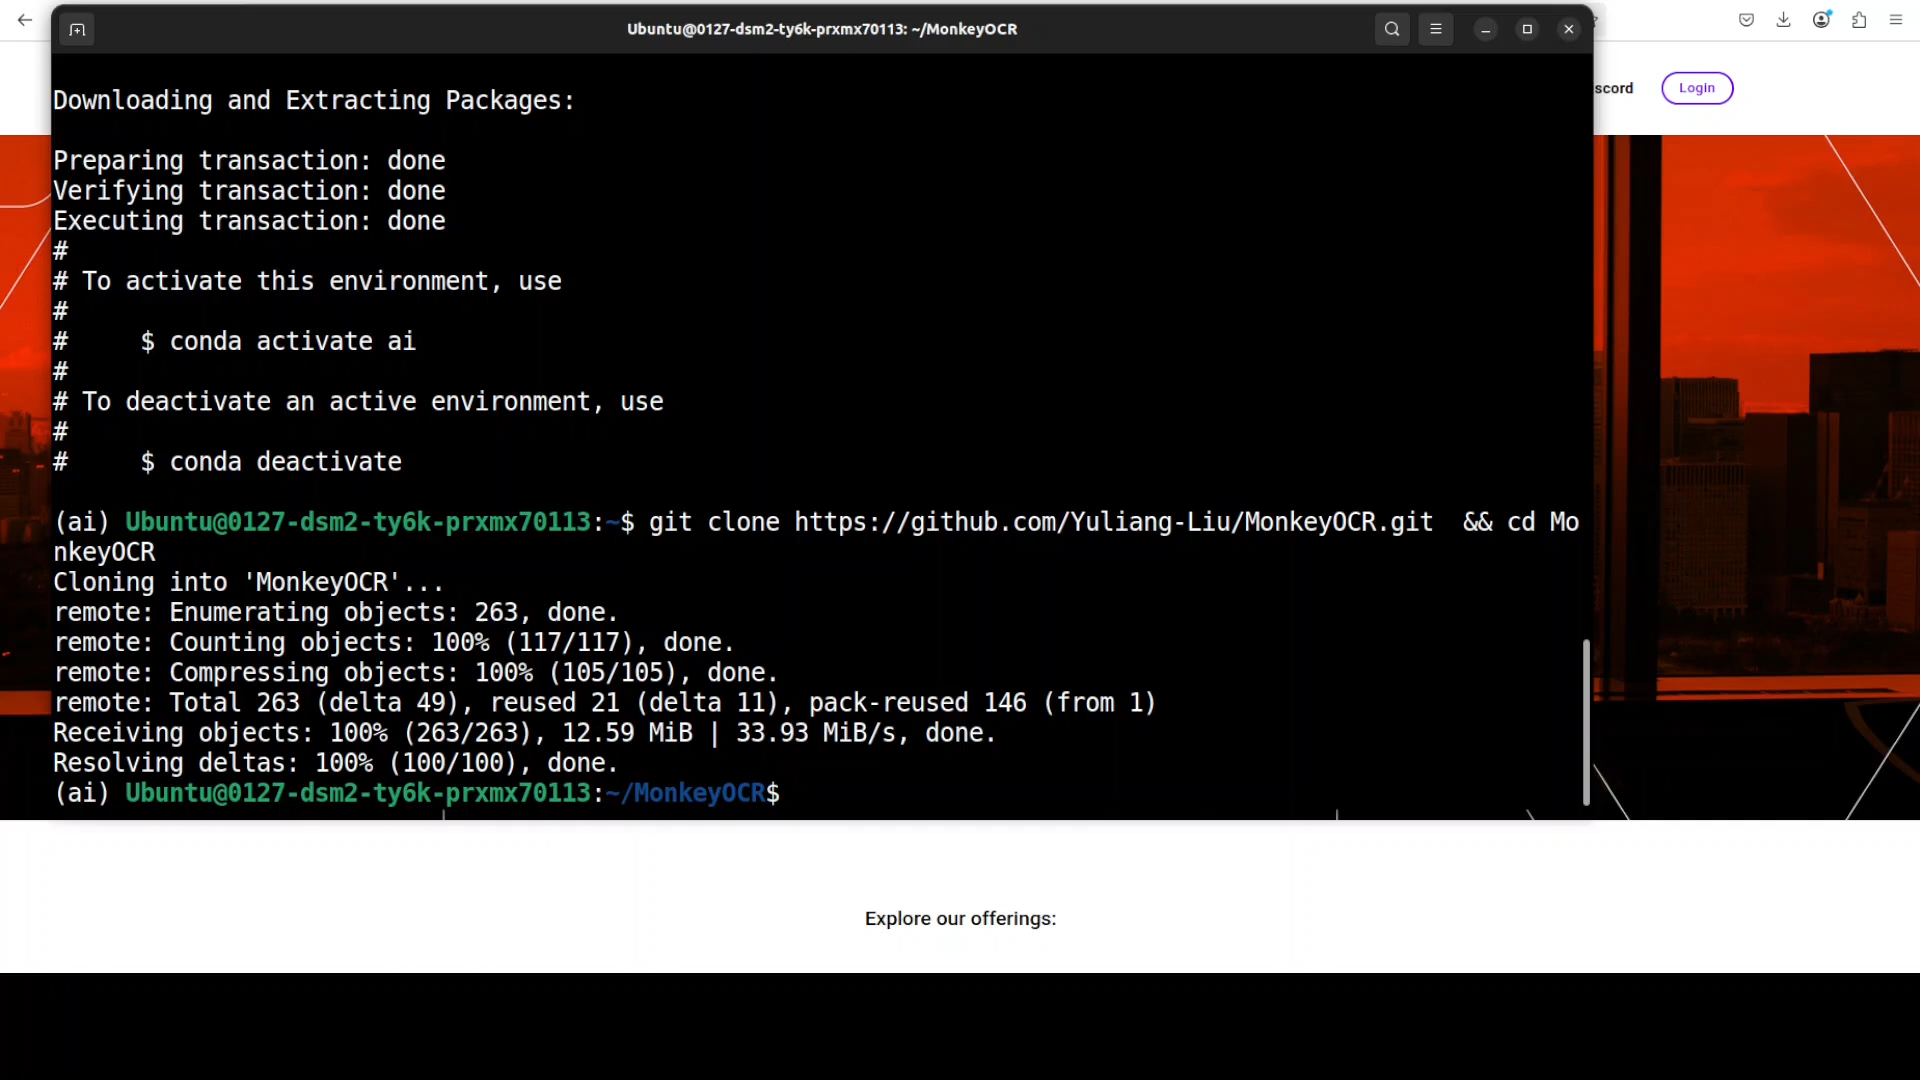 Ubuntu@0127-dsm2-ty6k-prxmx70113: ~/MonkeyOCR
scord
Login
Downloading and Extracting Packages:
Preparing transaction: done
Verifying transaction: done
Executing transaction: done
#
# To activate this environment, use
#
#     $ conda activate ai
#
# To deactivate an active environment, use
#
#     $ conda deactivate
(ai) Ubuntu@0127-dsm2-ty6k-prxmx70113:~$ git clone https://github.com/Yuliang-Liu/MonkeyOCR.git  && cd Mo
nkeyOCR
Cloning into 'MonkeyOCR'...
remote: Enumerating objects: 263, done.
remote: Counting objects: 100% (117/117), done.
remote: Compressing objects: 100% (105/105), done.
remote: Total 263 (delta 49), reused 21 (delta 11), pack-reused 146 (from 1)
Receiving objects: 100% (263/263), 12.59 MiB | 33.93 MiB/s, done.
Resolving deltas: 100% (100/100), done.
(ai) Ubuntu@0127-dsm2-ty6k-prxmx70113:~/MonkeyOCR$
Explore our offerings: